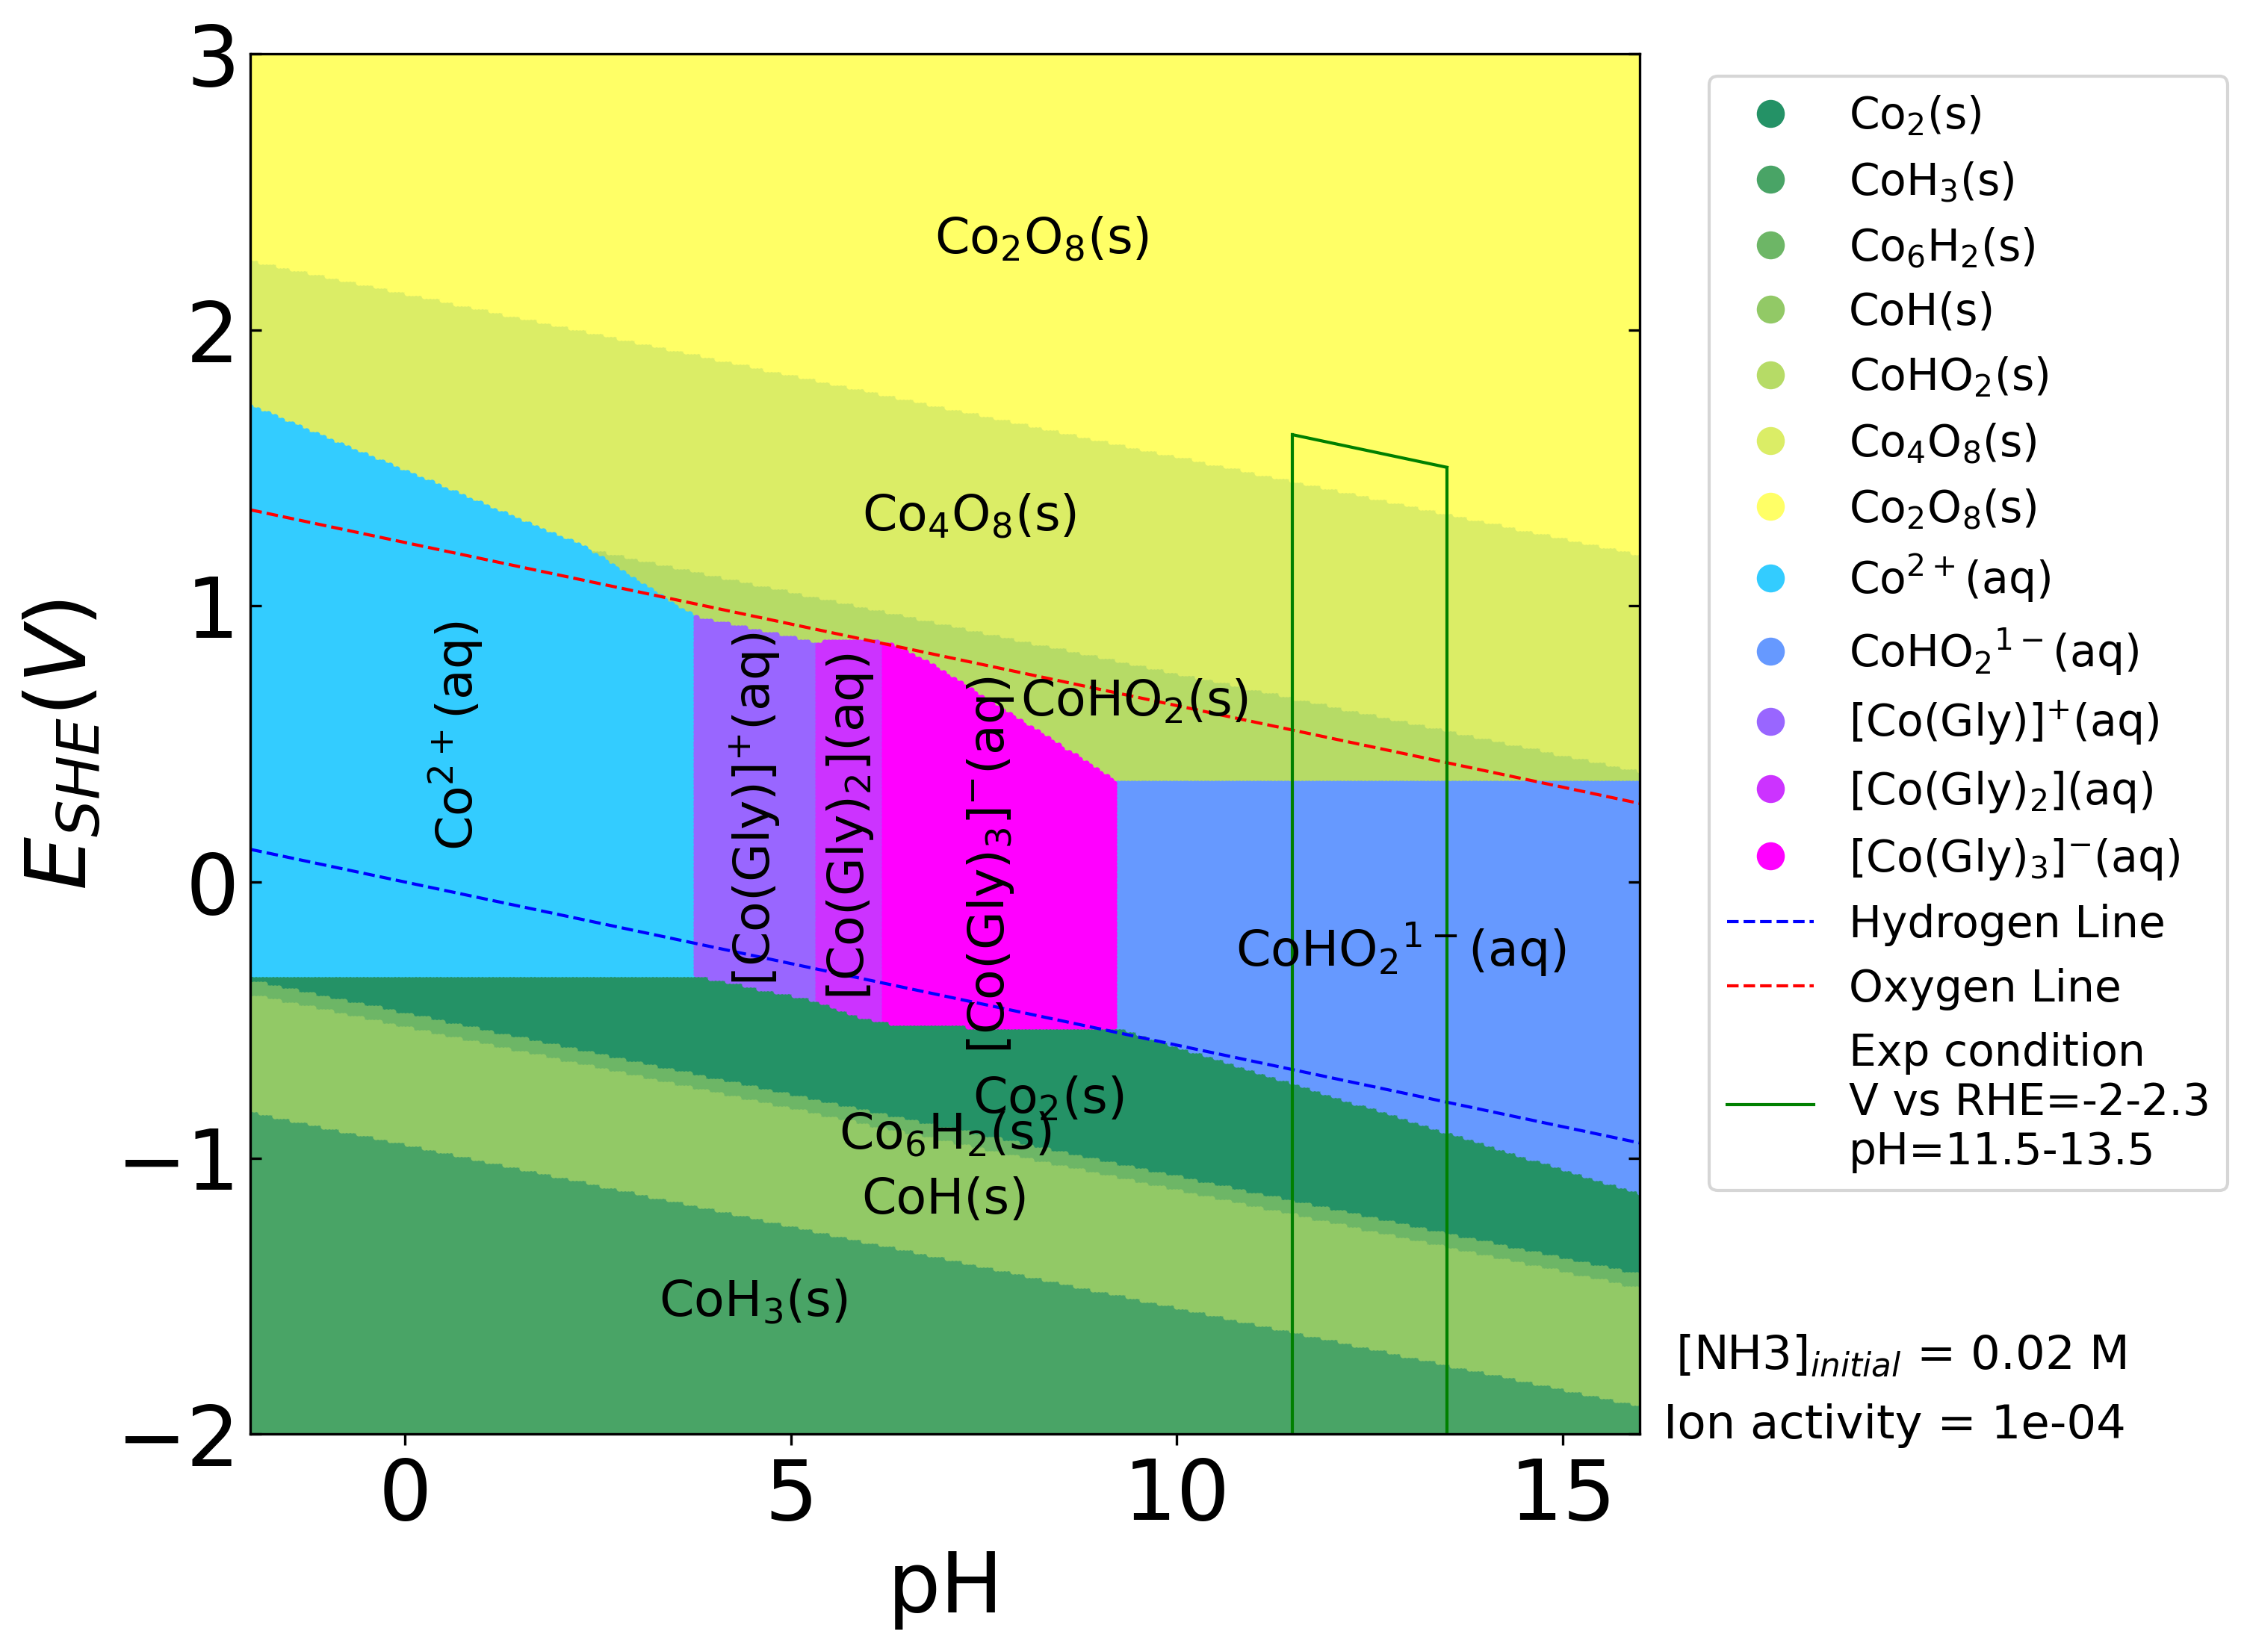 3
2
1
0
−1
−2
E_SHE(V)
0
5
10
15
pH
Co₂O₈(s)
Co₄O₈(s)
CoHO₂(s)
Co²⁺(aq)
[Co(Gly)]⁺(aq)
[Co(Gly)₂](aq)
[Co(Gly)₃]⁻(aq)
CoHO₂¹⁻(aq)
Co₂(s)
Co₆H₂(s)
CoH(s)
CoH₃(s)
Co₂(s)
CoH₃(s)
Co₆H₂(s)
CoH(s)
CoHO₂(s)
Co₄O₈(s)
Co₂O₈(s)
Co²⁺(aq)
CoHO₂¹⁻(aq)
[Co(Gly)]⁺(aq)
[Co(Gly)₂](aq)
[Co(Gly)₃]⁻(aq)
Hydrogen Line
Oxygen Line
Exp condition
V vs RHE=-2-2.3
pH=11.5-13.5
[NH3]_initial = 0.02 M
Ion activity = 1e-04